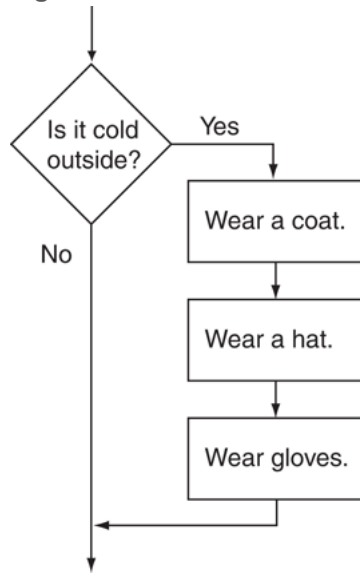 Is it cold
outside?
Yes
Wear a coat.
No
Wear a hat.
Wear gloves.